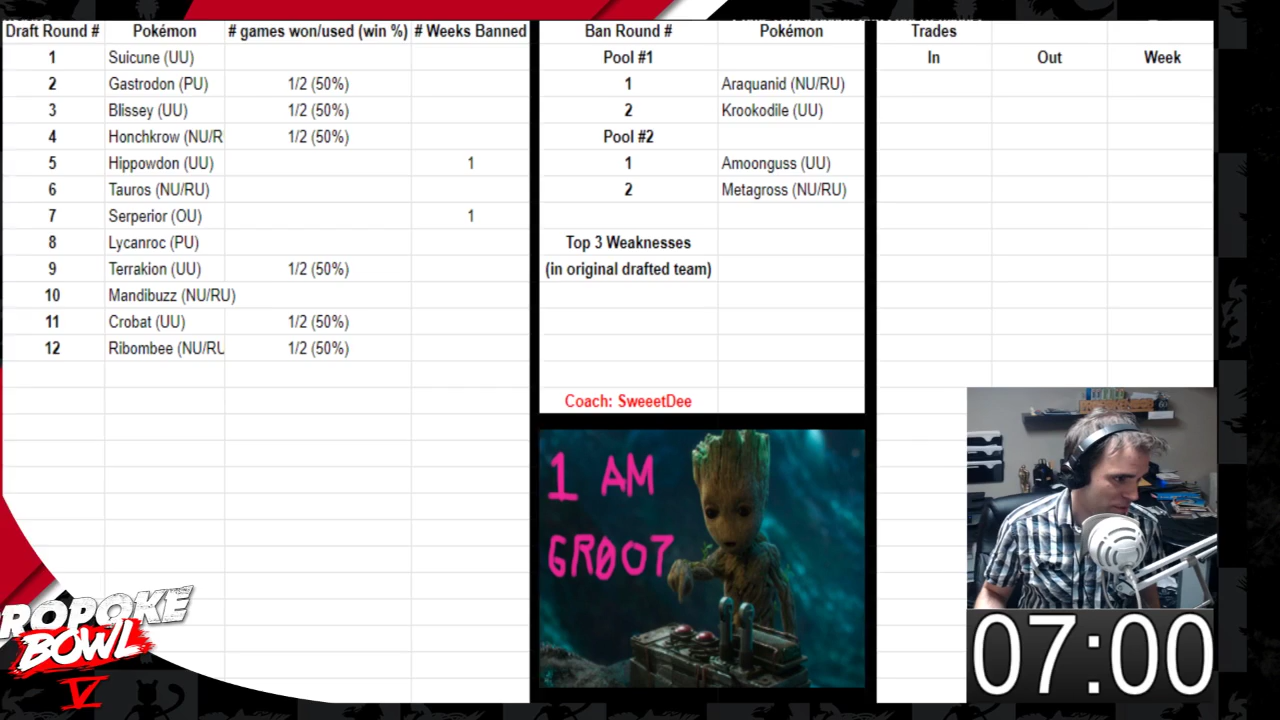 Draft Round # Pokémon # games won/used (win %) # Weeks Banned
1 Suicune (UU)
2 Gastrodon (PU) 1/2 (50%)
3 Blissey (UU) 1/2 (50%)
4 Honchkrow (NU/R 1/2 (50%)
5 Hippowdon (UU) 1
6 Tauros (NU/RU)
7 Serperior (OU) 1
8 Lycanroc (PU)
9 Terrakion (UU) 1/2 (50%)
10 Mandibuzz (NU/RU)
11 Crobat (UU) 1/2 (50%)
12 Ribombee (NU/RU 1/2 (50%)
Ban Round # Pokémon
Pool #1
1 Araquanid (NU/RU)
2 Krookodile (UU)
Pool #2
1 Amoonguss (UU)
2 Metagross (NU/RU)
Top 3 Weaknesses
(in original drafted team)
Coach: SweeetDee
Trades
In Out Week
1 AM
GR007
ROPOKE
BOWL
V
07:00